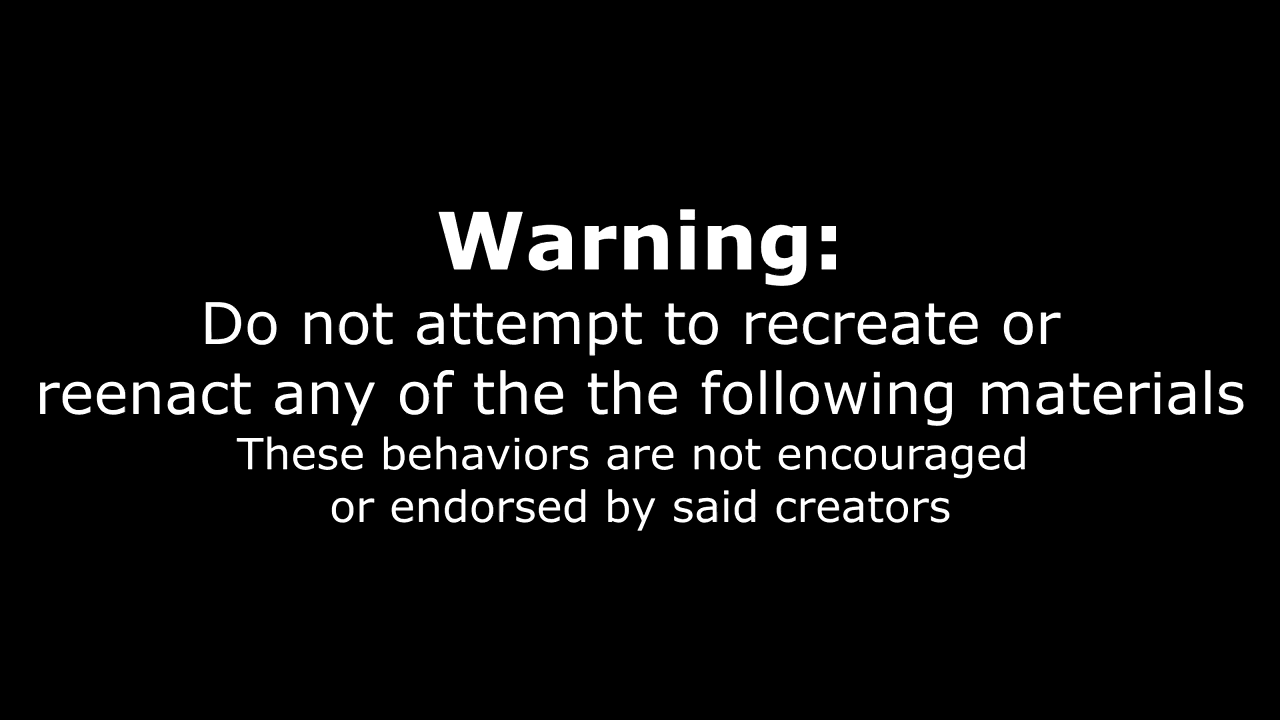 Warning:
Do not attempt to recreate or
reenact any of the the following materials
These behaviors are not encouraged
or endorsed by said creators